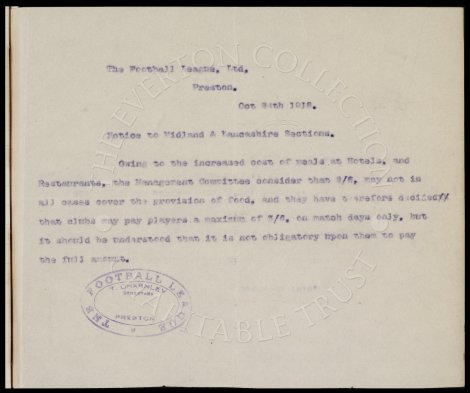 The Football League, Ltd,
Preston.
Oct 24th 1918.
Notice to Midland & Lancashire Sections.
Owing to the increased cost of meals at Hotels, and
Restaurants, the Management Committee consider that 2/6, may not in
all cases cover the provision of food, and they have therefore decided//
that clubs may pay players a maximum of /6, on match days only, but
it should be understood that it is not obligatory upon them to pay
the full amount.
THE FOOTBALL LEAGUE
T. CHARNLEY
SECRETARY
PRESTON
THE EVERTON COLLECTION
CHARITABLE TRUST